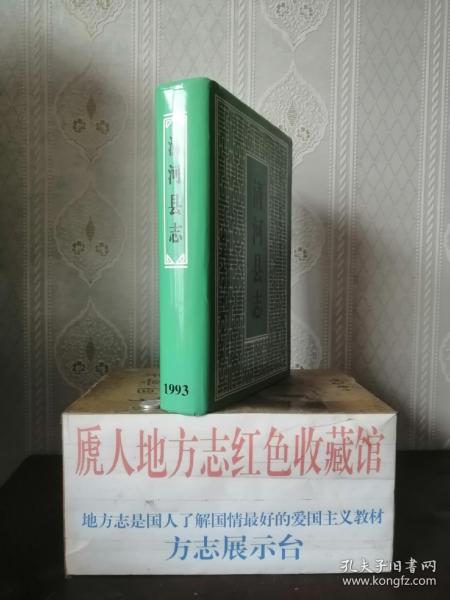 清河县志
1993
清河县志
虒人地方志红色收藏馆
地方志是国人了解国情最好的爱国主义教材
方志展示台
孔夫子旧书网
www.kongfz.com